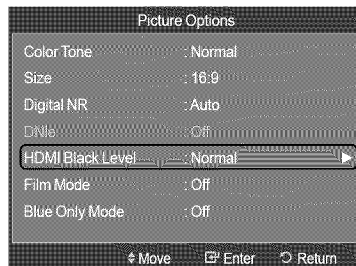 Picture Options
Color Tone : Normal
Size : 16:9
Digital NR : Auto
DNIe : Off
HDMI Black Level : Normal
Film Mode : Off
Blue Only Mode : Off
Move Enter Return